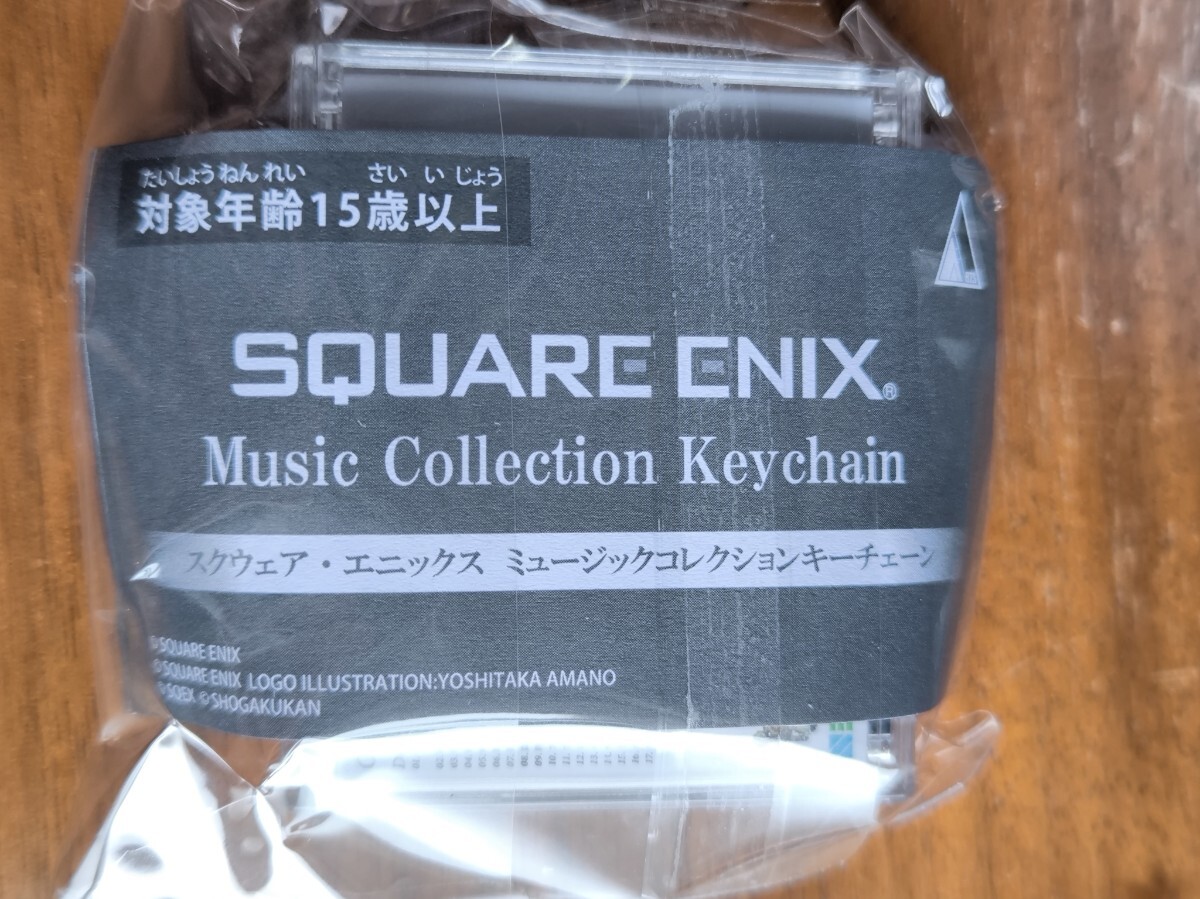 たいしょうねんれい さいいじょう
対象年齢15歳以上
SQUARE ENIX®
Music Collection Keychain
スクウェア・エニックス ミュージックコレクションキーチェーン
© SQUARE ENIX
© SQUARE ENIX LOGO ILLUSTRATION:YOSHITAKA AMANO
© SQEX © SHOGAKUKAN